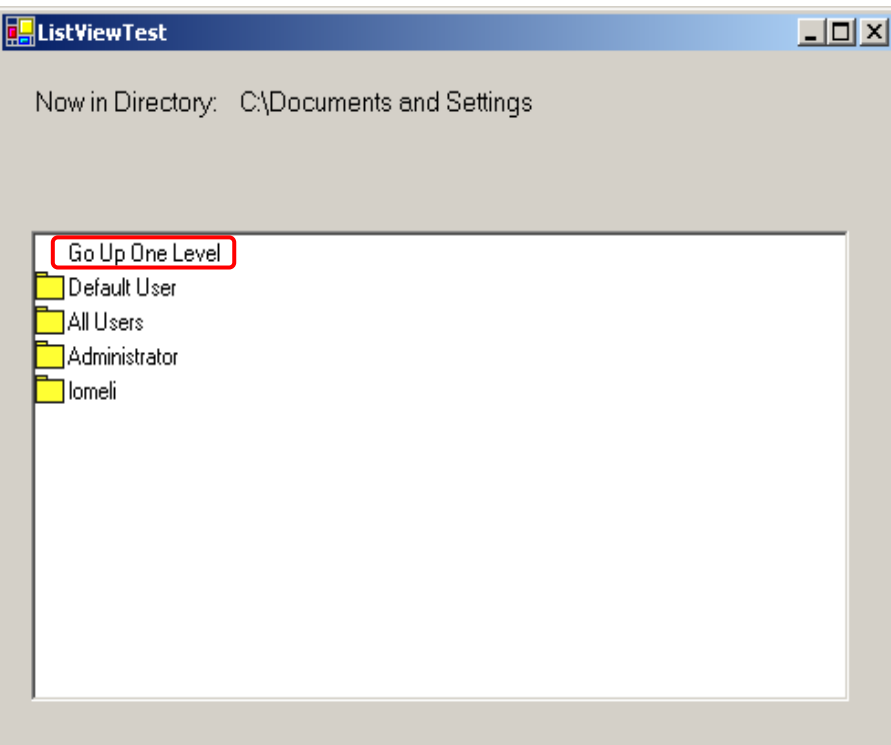 ListViewTest
Now in Directory: C:\Documents and Settings
Go Up One Level
Default User
All Users
Administrator
lomeli